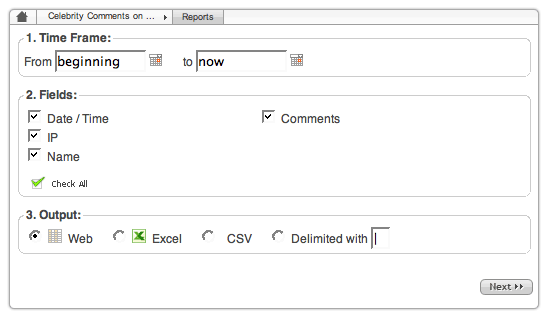 Celebrity Comments on ... Reports
1. Time Frame:
From beginning to now
2. Fields:
Date / Time Comments
IP
Name
Check All
3. Output:
Web Excel CSV Delimited with |
Next